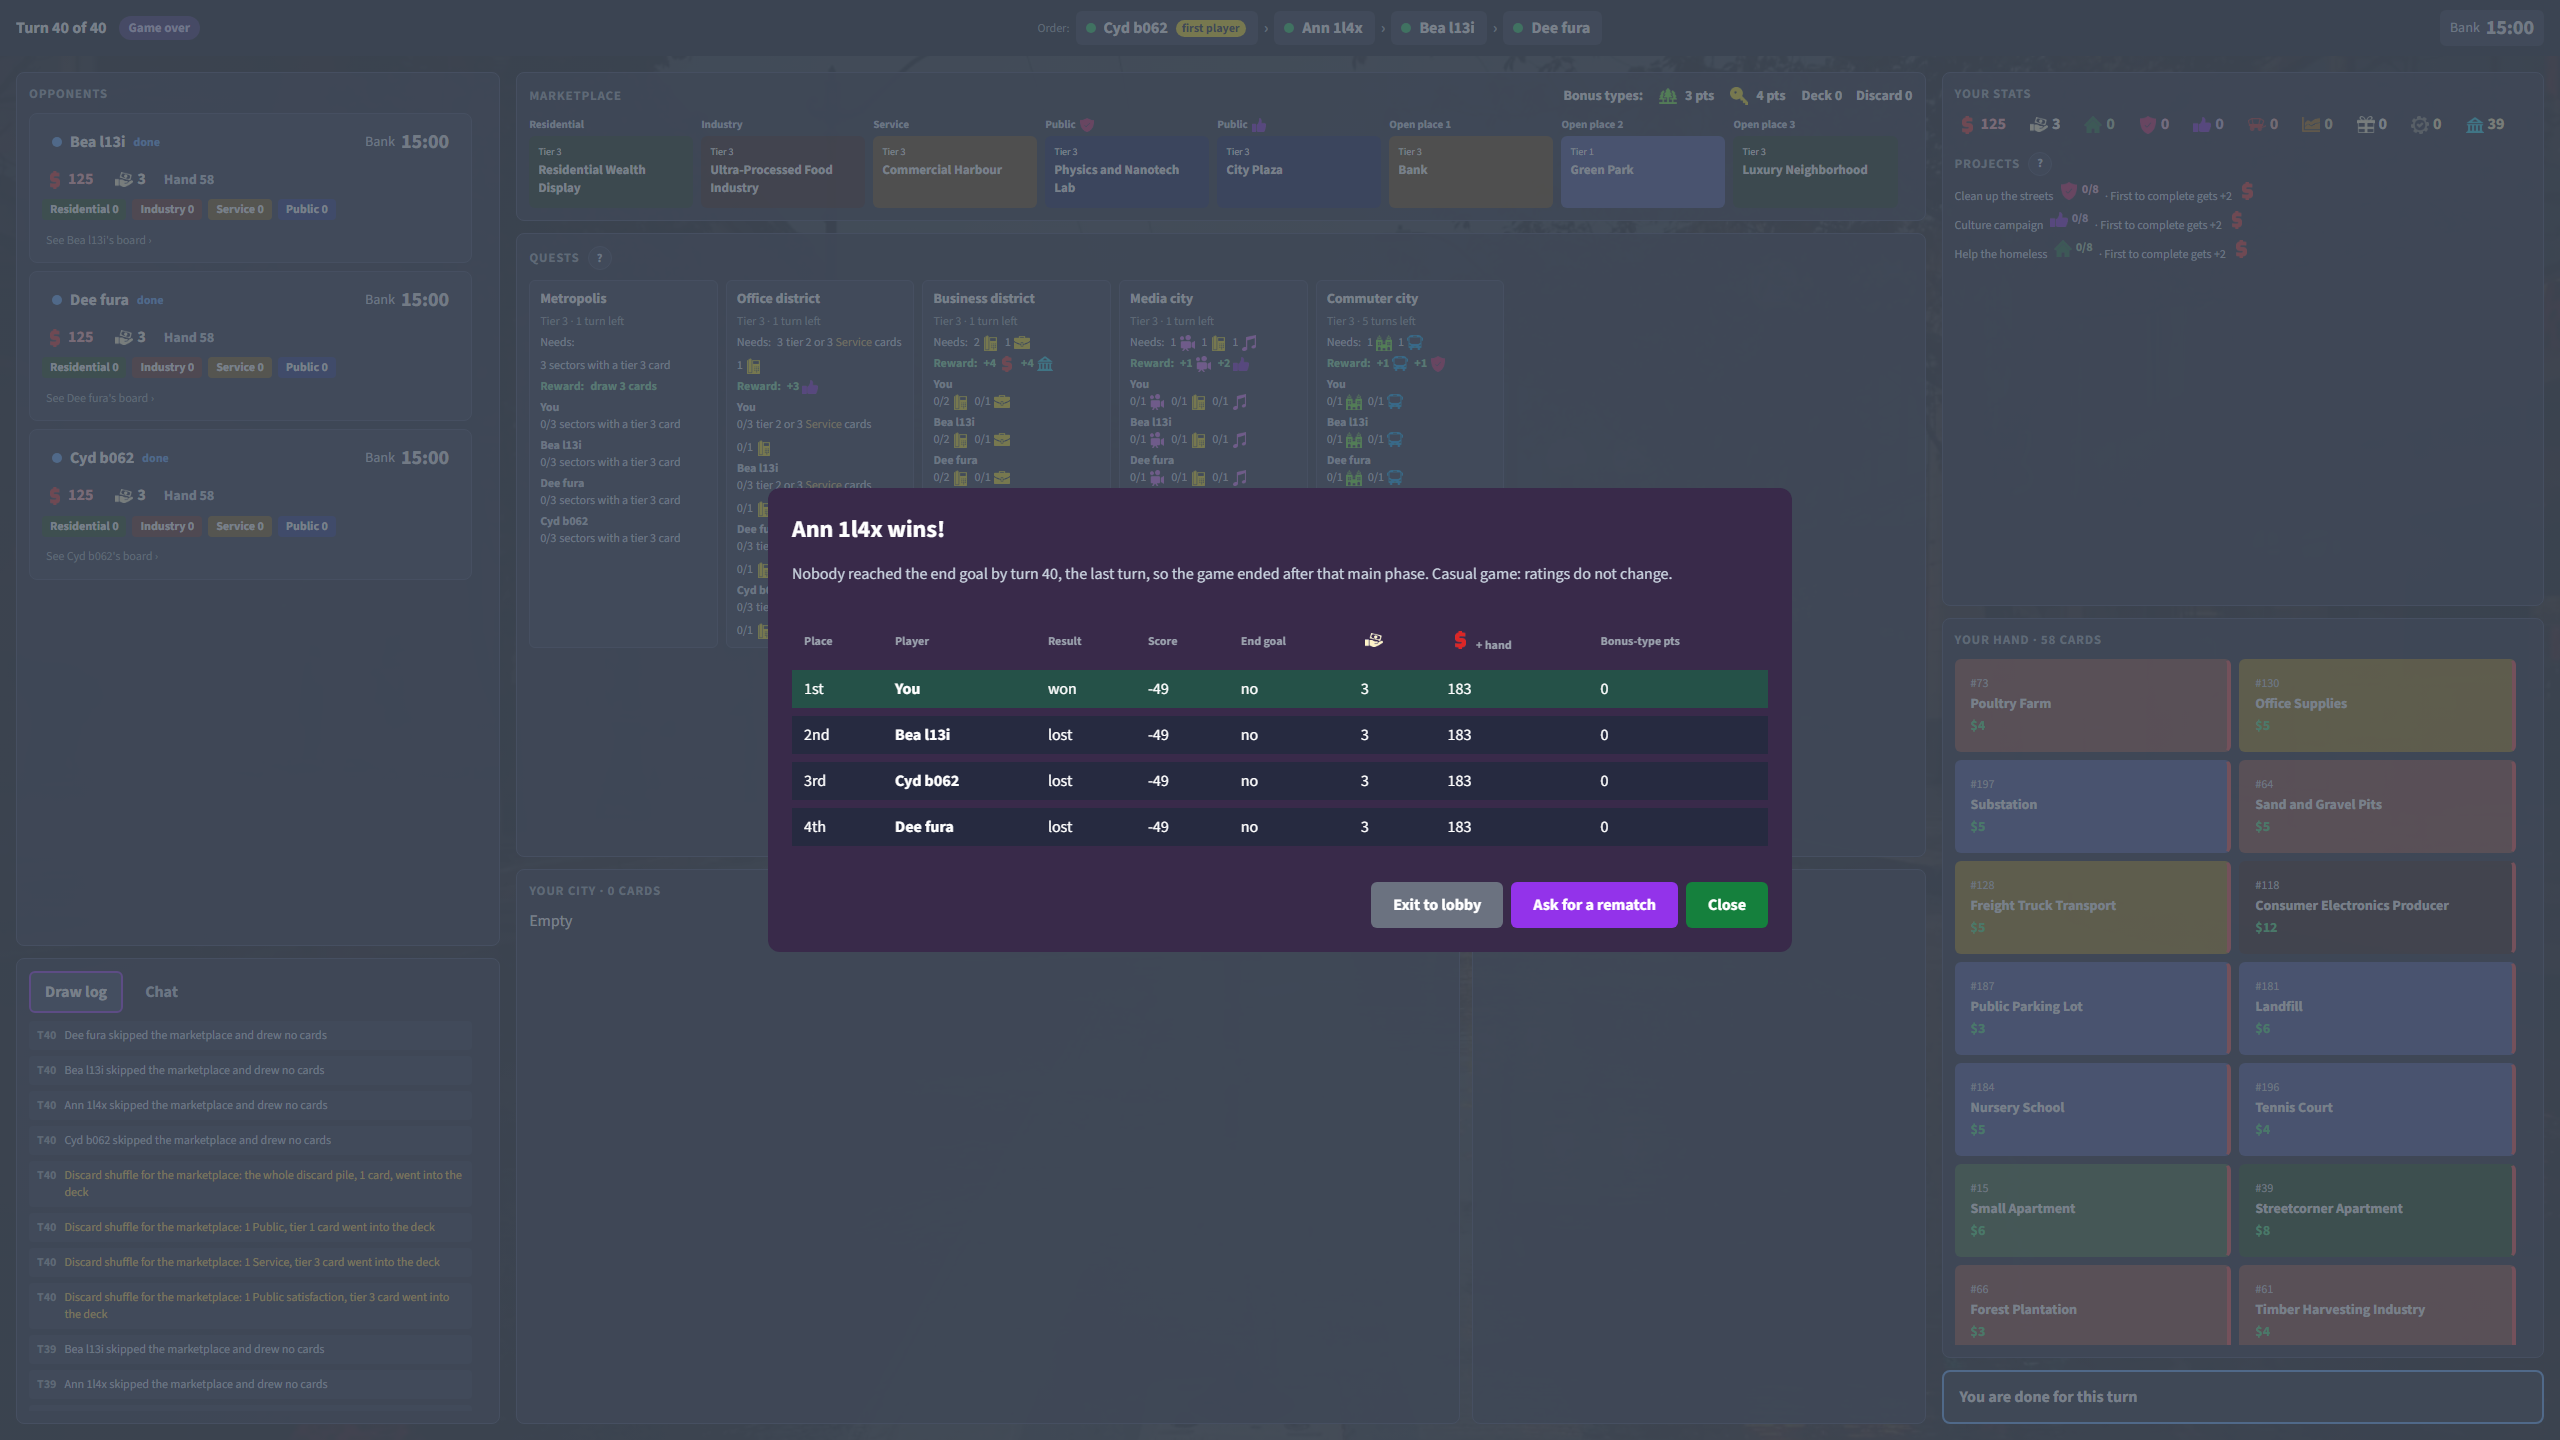 Turn 40 of 40 Game over
Order: Cyd b062 first player › Ann 1l4x › Bea l13i › Dee fura
Bank 15:00
OPPONENTS
Bea l13i done Bank 15:00
125 3 Hand 58
Residential 0 Industry 0 Service 0 Public 0
See Bea l13i's board ›
Dee fura done Bank 15:00
125 3 Hand 58
Residential 0 Industry 0 Service 0 Public 0
See Dee fura's board ›
Cyd b062 done Bank 15:00
125 3 Hand 58
Residential 0 Industry 0 Service 0 Public 0
See Cyd b062's board ›
MARKETPLACE
Bonus types: 3 pts 4 pts Deck 0 Discard 0
Residential
Tier 3
Residential Wealth
Display
Industry
Tier 3
Ultra-Processed Food
Industry
Service
Tier 3
Commercial Harbour
Public
Tier 3
Physics and Nanotech
Lab
Public
Tier 3
City Plaza
Open place 1
Tier 3
Bank
Open place 2
Tier 1
Green Park
Open place 3
Tier 3
Luxury Neighborhood
QUESTS ?
Metropolis
Tier 3 · 1 turn left
Needs:
3 sectors with a tier 3 card
Reward: draw 3 cards
You
0/3 sectors with a tier 3 card
Bea l13i
0/3 sectors with a tier 3 card
Dee fura
0/3 sectors with a tier 3 card
Cyd b062
0/3 sectors with a tier 3 card
Office district
Tier 3 · 1 turn left
Needs: 3 tier 2 or 3 Service cards
1
Reward: +3
You
0/3 tier 2 or 3 Service cards
0/1
Bea l13i
0/3 tier 2 or 3 Service cards
0/1
Dee fu
0/3 tie
0/1
Cyd b
0/3 tie
0/1
Business district
Tier 3 · 1 turn left
Needs: 2 1
Reward: +4 +4
You
0/2 0/1
Bea l13i
0/2 0/1
Dee fura
0/2 0/1
Media city
Tier 3 · 1 turn left
Needs: 1 1 1
Reward: +1 +2
You
0/1 0/1 0/1
Bea l13i
0/1 0/1 0/1
Dee fura
0/1 0/1 0/1
Commuter city
Tier 3 · 5 turns left
Needs: 1 1
Reward: +1 +1
You
0/1 0/1
Bea l13i
0/1 0/1
Dee fura
0/1 0/1
Ann 1l4x wins!
Nobody reached the end goal by turn 40, the last turn, so the game ended after that main phase. Casual game: ratings do not change.
Place Player Result Score End goal + hand Bonus-type pts
1st You won -49 no 3 183 0
2nd Bea l13i lost -49 no 3 183 0
3rd Cyd b062 lost -49 no 3 183 0
4th Dee fura lost -49 no 3 183 0
Exit to lobby Ask for a rematch Close
YOUR CITY · 0 CARDS
Empty
Draw log Chat
T40 Dee fura skipped the marketplace and drew no cards
T40 Bea l13i skipped the marketplace and drew no cards
T40 Ann 1l4x skipped the marketplace and drew no cards
T40 Cyd b062 skipped the marketplace and drew no cards
T40 Discard shuffle for the marketplace: the whole discard pile, 1 card, went into the
deck
T40 Discard shuffle for the marketplace: 1 Public, tier 1 card went into the deck
T40 Discard shuffle for the marketplace: 1 Service, tier 3 card went into the deck
T40 Discard shuffle for the marketplace: 1 Public satisfaction, tier 3 card went into
the deck
T39 Bea l13i skipped the marketplace and drew no cards
T39 Ann 1l4x skipped the marketplace and drew no cards
YOUR STATS
125 3 0 0 0 0 0 0 0 39
PROJECTS ?
Clean up the streets 0/8 · First to complete gets +2
Culture campaign 0/8 · First to complete gets +2
Help the homeless 0/8 · First to complete gets +2
YOUR HAND · 58 CARDS
#73
Poultry Farm
$4
#130
Office Supplies
$5
#197
Substation
$5
#64
Sand and Gravel Pits
$5
#128
Freight Truck Transport
$5
#118
Consumer Electronics Producer
$12
#187
Public Parking Lot
$3
#181
Landfill
$6
#184
Nursery School
$5
#196
Tennis Court
$4
#15
Small Apartment
$6
#39
Streetcorner Apartment
$8
#66
Forest Plantation
$3
#61
Timber Harvesting Industry
$4
You are done for this turn